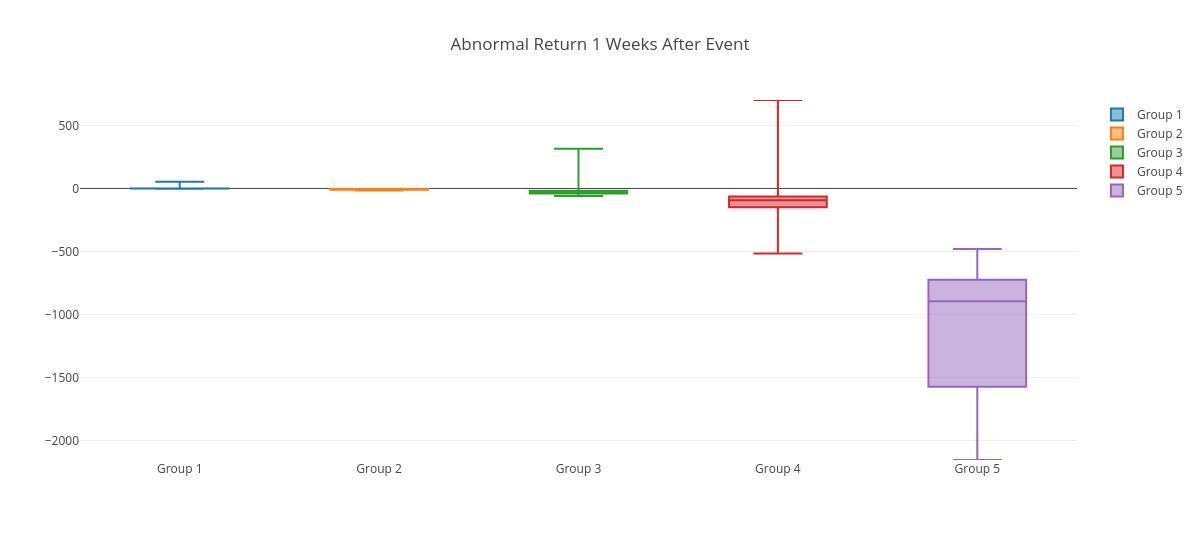 Abnormal Return 1 Weeks After Event
500
0
−500
−1000
−1500
−2000
Group 1
Group 2
Group 3
Group 4
Group 5
Group 1
Group 2
Group 3
Group 4
Group 5